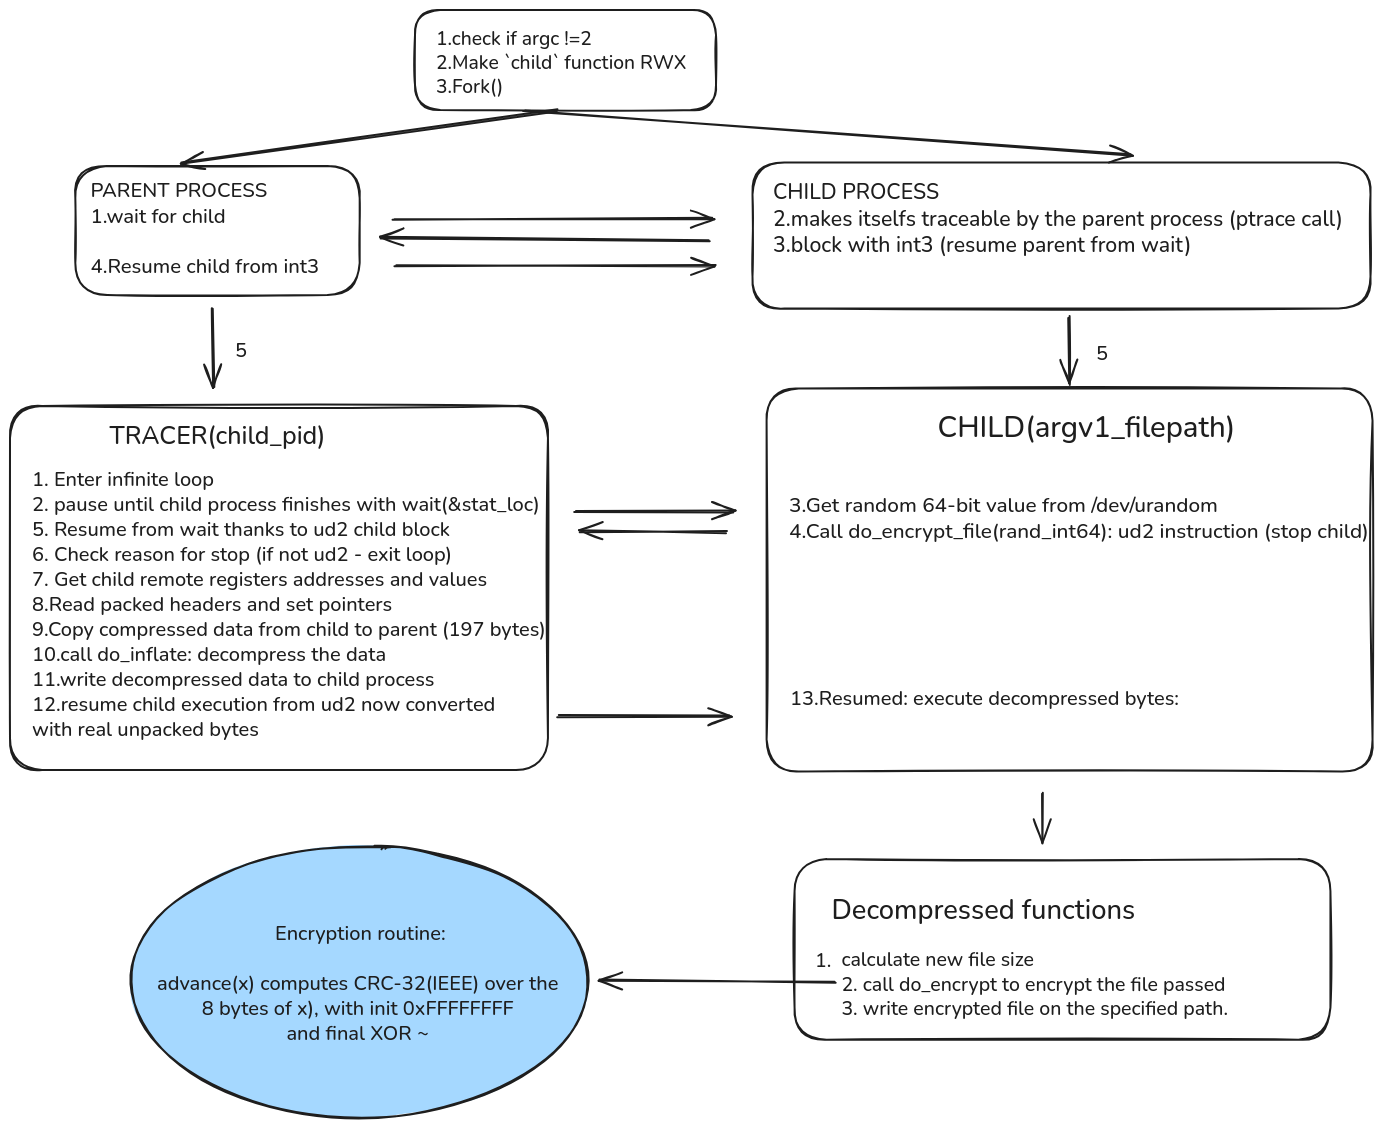 1.check if argc !=2
2.Make `child` function RWX
3.Fork()
PARENT PROCESS
1.wait for child
4.Resume child from int3
CHILD PROCESS
2.makes itselfs traceable by the parent process (ptrace call)
3.block with int3 (resume parent from wait)
5
5
TRACER(child_pid)
1. Enter infinite loop
2. pause until child process finishes with wait(&stat_loc)
5. Resume from wait thanks to ud2 child block
6. Check reason for stop (if not ud2 - exit loop)
7. Get child remote registers addresses and values
8.Read packed headers and set pointers
9.Copy compressed data from child to parent (197 bytes)
10.call do_inflate: decompress the data
11.write decompressed data to child process
12.resume child execution from ud2 now converted
with real unpacked bytes
CHILD(argv1_filepath)
3.Get random 64-bit value from /dev/urandom
4.Call do_encrypt_file(rand_int64): ud2 instruction (stop child)
13.Resumed: execute decompressed bytes:
Decompressed functions
1. calculate new file size
2. call do_encrypt to encrypt the file passed
3. write encrypted file on the specified path.
Encryption routine:
advance(x) computes CRC-32(IEEE) over the
8 bytes of x), with init 0xFFFFFFFF
and final XOR ~